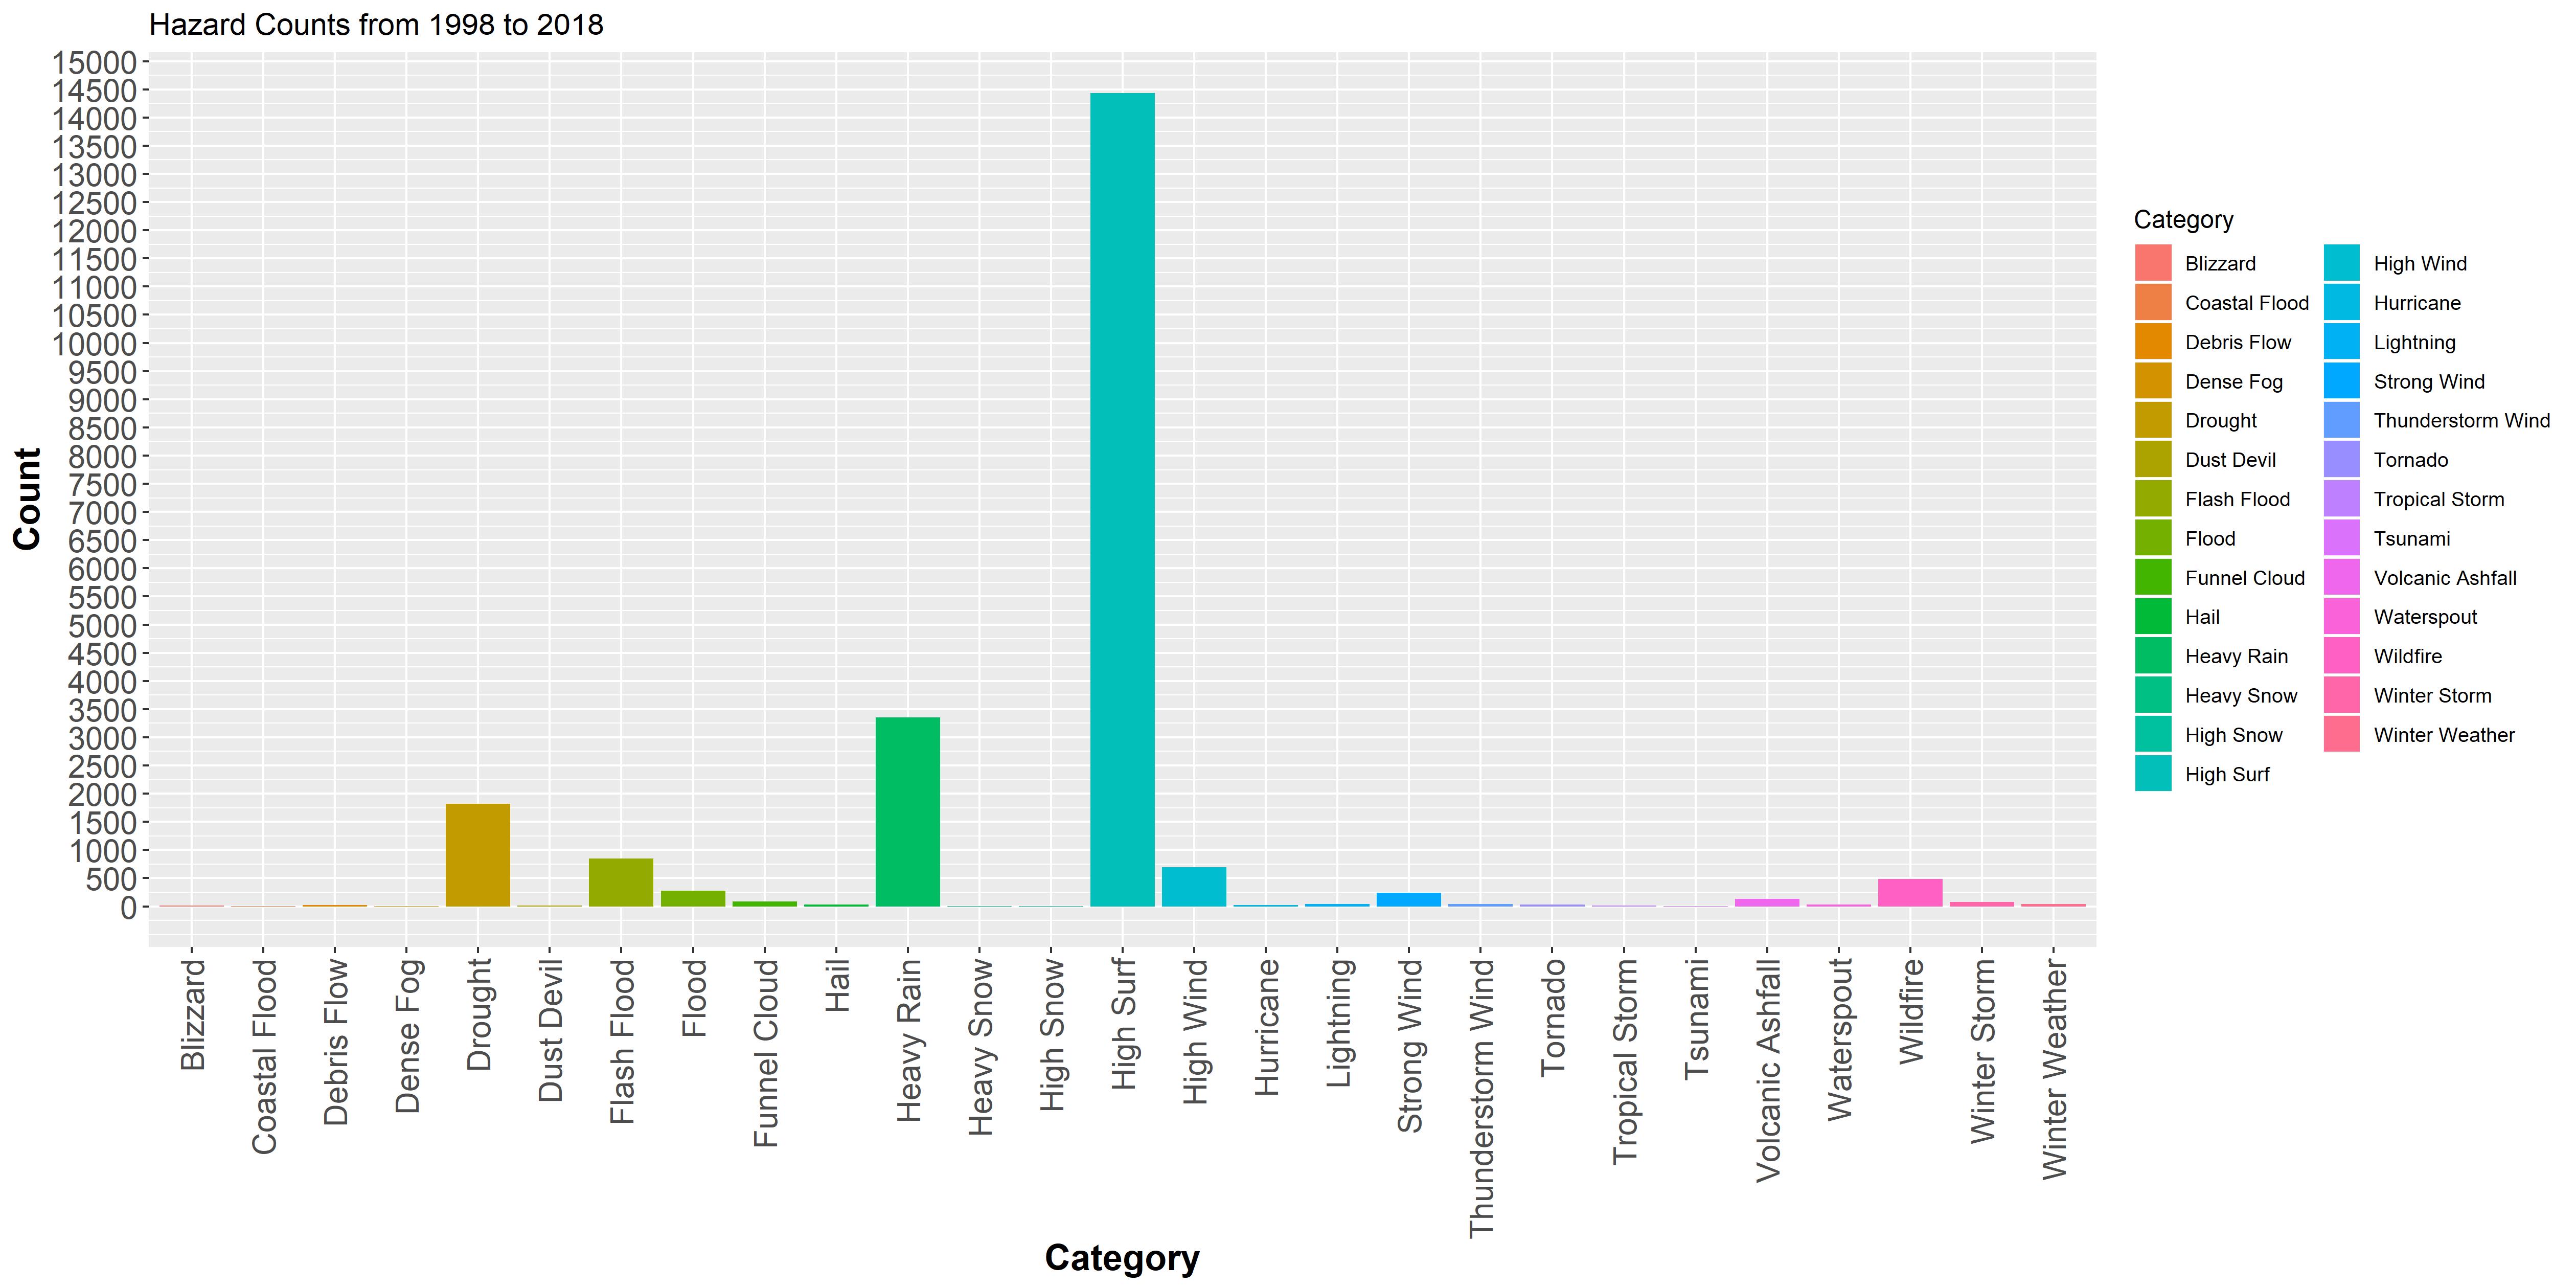 Hazard Counts from 1998 to 2018
15000
14500
14000
13500
13000
12500
12000
11500
11000
10500
10000
9500
9000
8500
8000
7500
7000
6500
6000
5500
5000
4500
4000
3500
3000
2500
2000
1500
1000
500
0
Count
Blizzard
Coastal Flood
Debris Flow
Dense Fog
Drought
Dust Devil
Flash Flood
Flood
Funnel Cloud
Hail
Heavy Rain
Heavy Snow
High Snow
High Surf
High Wind
Hurricane
Lightning
Strong Wind
Thunderstorm Wind
Tornado
Tropical Storm
Tsunami
Volcanic Ashfall
Waterspout
Wildfire
Winter Storm
Winter Weather
Category
Category
Blizzard
Coastal Flood
Debris Flow
Dense Fog
Drought
Dust Devil
Flash Flood
Flood
Funnel Cloud
Hail
Heavy Rain
Heavy Snow
High Snow
High Surf
High Wind
Hurricane
Lightning
Strong Wind
Thunderstorm Wind
Tornado
Tropical Storm
Tsunami
Volcanic Ashfall
Waterspout
Wildfire
Winter Storm
Winter Weather